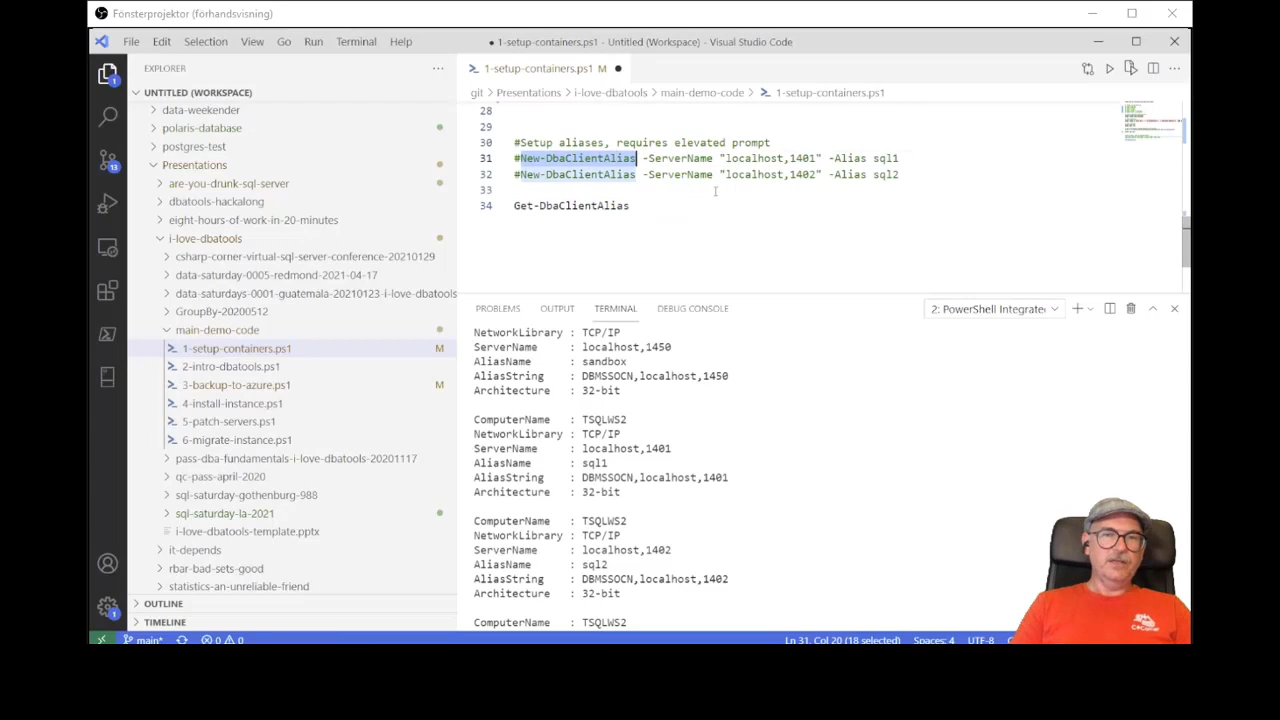 Fönsterprojektor (förhandsvisning)
File Edit Selection View Go Run Terminal Help
● 1-setup-containers.ps1 - Untitled (Workspace) - Visual Studio Code
EXPLORER
1-setup-containers.ps1 M
UNTITLED (WORKSPACE)
git > Presentations > i-love-dbatools > main-demo-code > 1-setup-containers.ps1
data-weekender
polaris-database
postgres-test
Presentations
are-you-drunk-sql-server
dbatools-hackalong
eight-hours-of-work-in-20-minutes
i-love-dbatools
csharp-corner-virtual-sql-server-conference-20210129
data-saturday-0005-redmond-2021-04-17
data-saturdays-0001-guatemala-20210123-i-love-dbatools
GroupBy-20200512
main-demo-code
1-setup-containers.ps1 M
2-intro-dbatools.ps1
3-backup-to-azure.ps1 M
4-install-instance.ps1
5-patch-servers.ps1
6-migrate-instance.ps1
pass-dba-fundamentals-i-love-dbatools-20201117
qc-pass-april-2020
sql-saturday-gothenburg-988
sql-saturday-la-2021
i-love-dbatools-template.pptx
it-depends
rbar-bad-sets-good
statistics-an-unreliable-friend
OUTLINE
TIMELINE
28
29
30 #Setup aliases, requires elevated prompt
31 #New-DbaClientAlias -ServerName "localhost,1401" -Alias sql1
32 #New-DbaClientAlias -ServerName "localhost,1402" -Alias sql2
33
34 Get-DbaClientAlias
PROBLEMS OUTPUT TERMINAL DEBUG CONSOLE
2: PowerShell Integrate
NetworkLibrary : TCP/IP
ServerName : localhost,1450
AliasName : sandbox
AliasString : DBMSSOCN,localhost,1450
Architecture : 32-bit
ComputerName : TSQLWS2
NetworkLibrary : TCP/IP
ServerName : localhost,1401
AliasName : sql1
AliasString : DBMSSOCN,localhost,1401
Architecture : 32-bit
ComputerName : TSQLWS2
NetworkLibrary : TCP/IP
ServerName : localhost,1402
AliasName : sql2
AliasString : DBMSSOCN,localhost,1402
Architecture : 32-bit
ComputerName : TSQLWS2
1
13
1
main* 0 0
Ln 31, Col 20 (18 selected) Spaces: 4 UTF-8